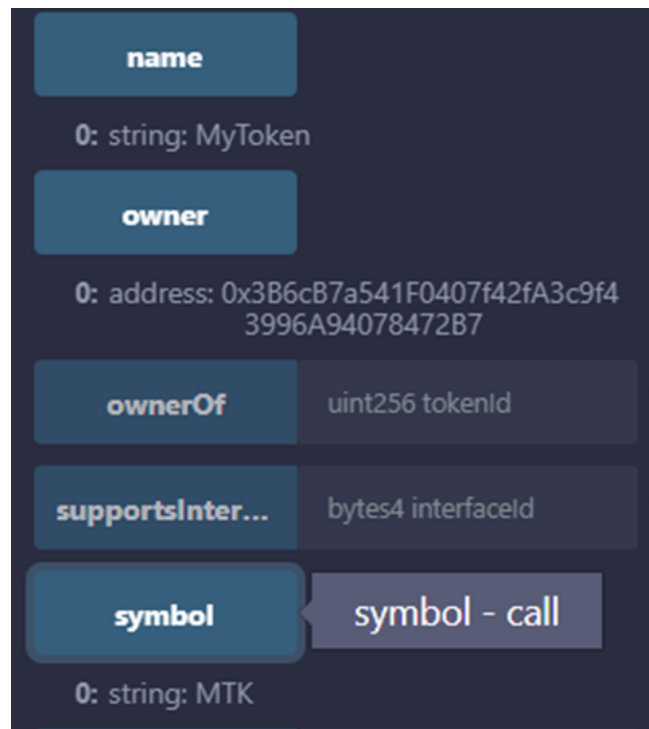 name
0: string: MyToken
owner
0: address: 0x3B6cB7a541F0407f42fA3c9f4
3996A94078472B7
ownerOf uint256 tokenId
supportsInter... bytes4 interfaceId
symbol symbol - call
0: string: MTK